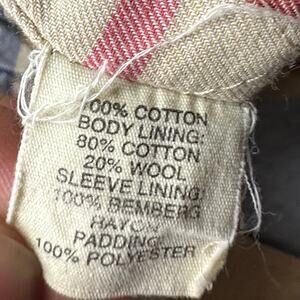 100% COTTON
BODY LINING:
80% COTTON
20% WOOL
SLEEVE LINING
100% BEMBERG
RAYON
PADDING
100% POLYESTER